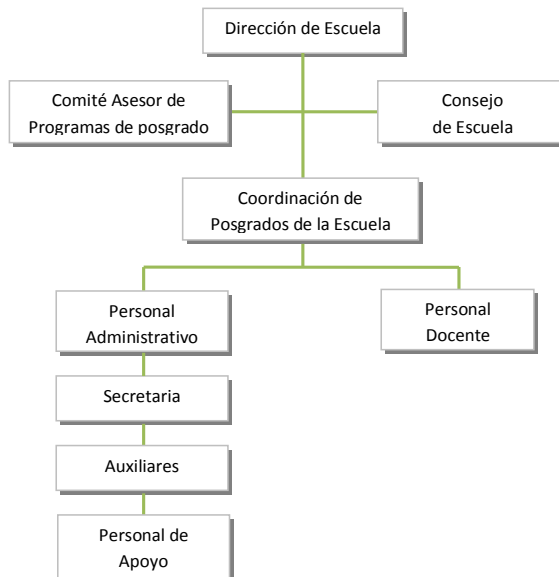 Dirección de Escuela
Comité Asesor de
Programas de posgrado
Consejo
de Escuela
Coordinación de
Posgrados de la Escuela
Personal
Administrativo
Personal
Docente
Secretaria
Auxiliares
Personal de
Apoyo